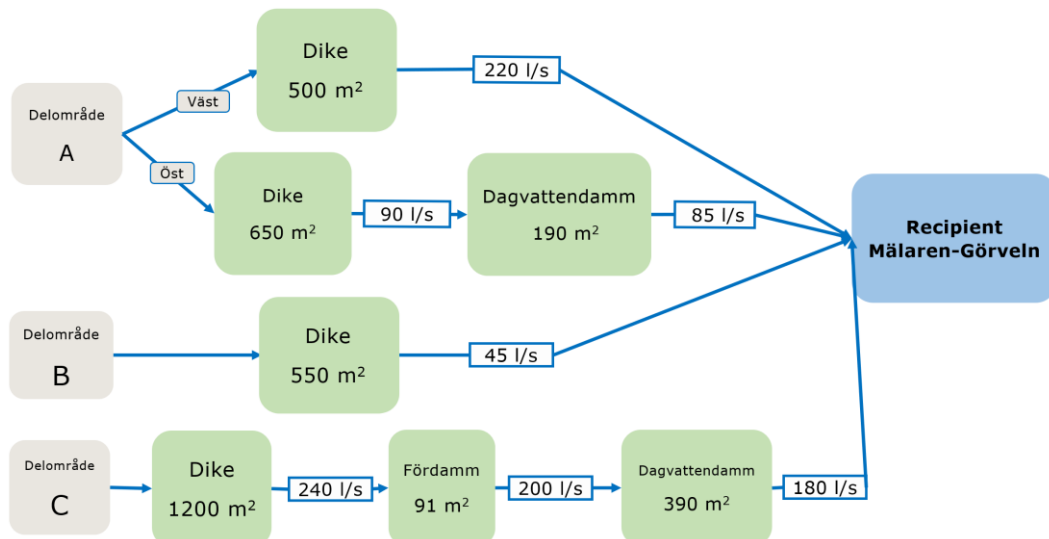 Delområde
A
Väst
Öst
Dike
500 m²
220 l/s
Dike
650 m²
90 l/s
Dagvattendamm
190 m²
85 l/s
Recipient
Mälaren-Görveln
Delområde
B
Dike
550 m²
45 l/s
Delområde
C
Dike
1200 m²
240 l/s
Fördamm
91 m²
200 l/s
Dagvattendamm
390 m²
180 l/s